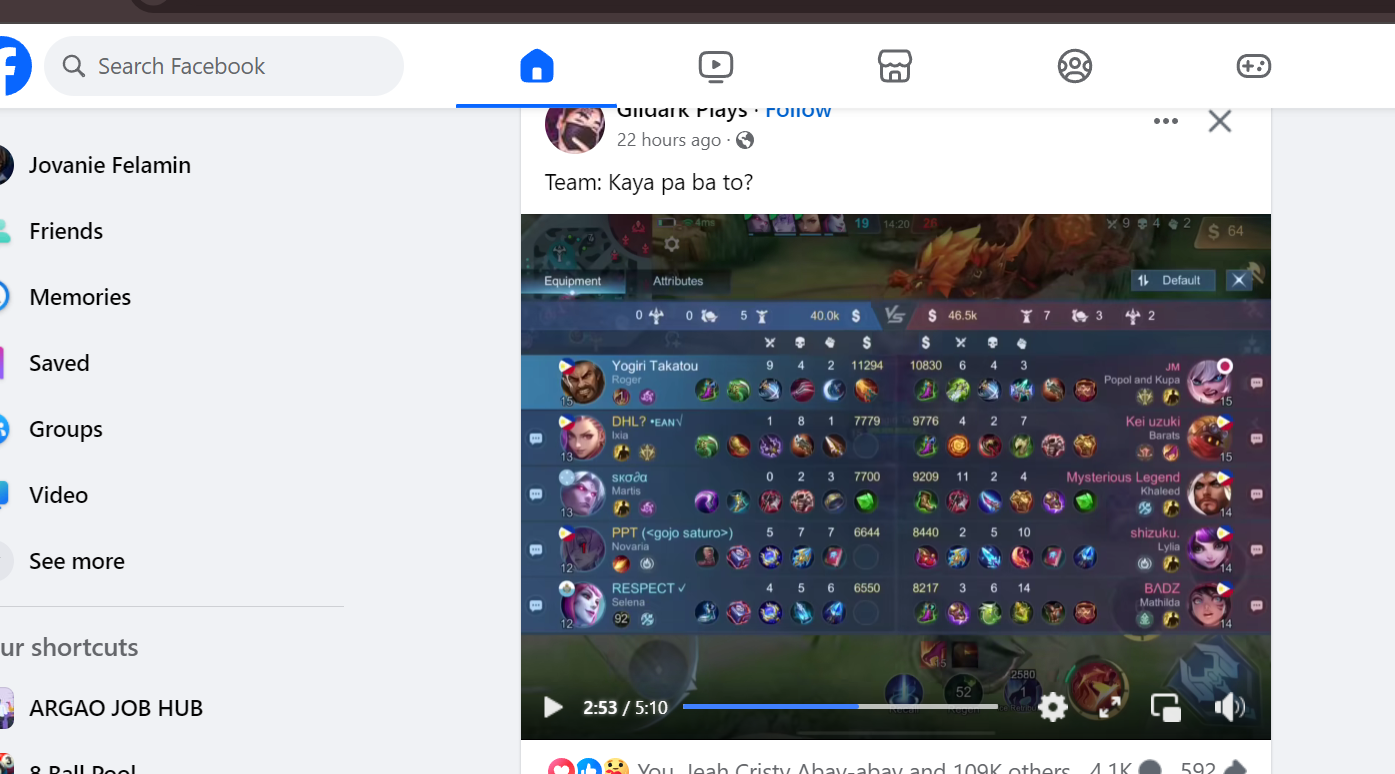 Search Facebook
Gildark Plays · Follow
22 hours ago ·
Team: Kaya pa ba to?
Jovanie Felamin
Friends
Memories
Saved
Groups
Video
See more
ur shortcuts
ARGAO JOB HUB
8 Ball Pool
4ms 19 14:20 26 9 4 2 $ 64
Equipment Attributes Default
0 0 5 40.0k $ VS $ 46.5k 7 3 2
$ $
Yogiri Takatou 9 4 2 11294 10830 6 4 3 JM
Roger Popol and Kupa
15 15
DHL? •EAN√ 1 8 1 7779 9776 4 2 7 Kei uzuki
Ixia Barats
13 15
sκσ∂α 0 2 3 7700 9209 11 2 4 Mysterious Legend
Martis Khaleed
13 14
PPT (<gojo saturo>) 5 7 7 6644 8440 2 5 10 shizuku.
Novaria Lylia
12 14
RESPECT ✓ 4 5 6 6550 8217 3 6 14 BΛDZ
Selena Mathilda
12 92 14
15
2580
52 1
2:53 / 5:10
You, Jeah Cristy Abay-abay and 109K others 4.1K 592